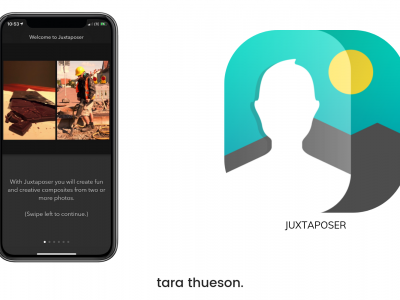 10:53
Welcome to Juxtaposer
With Juxtaposer you will create fun
and creative composites from two or
more photos.
(Swipe left to continue.)
JUXTAPOSER
tara thueson.